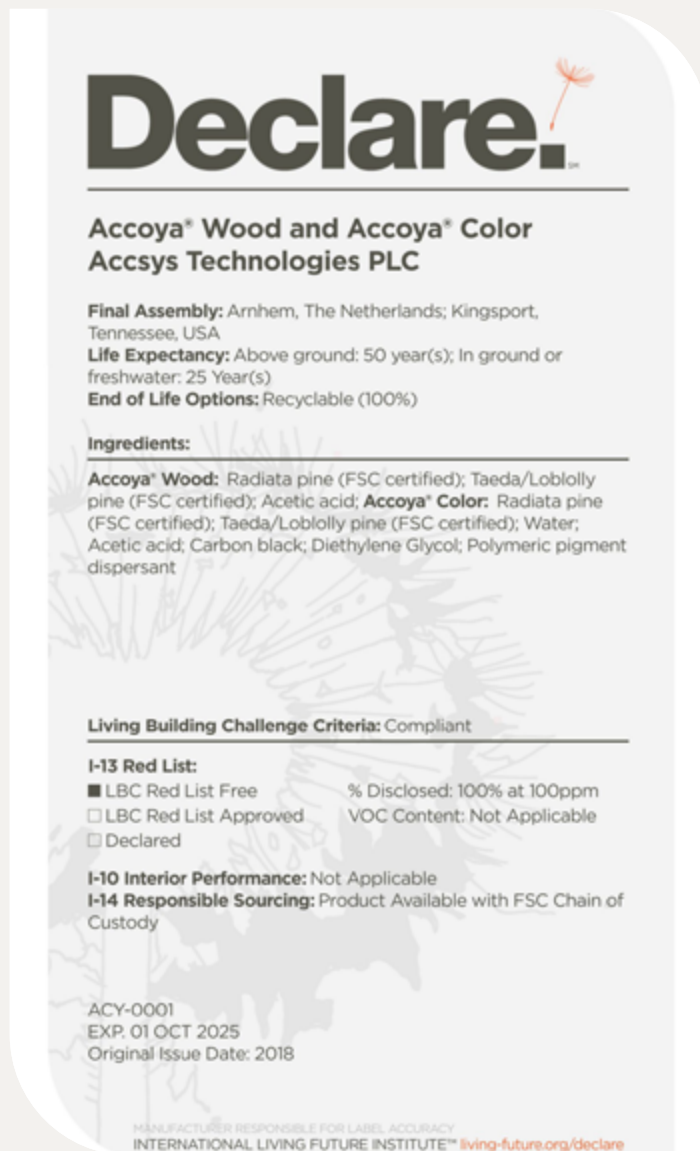 Declare.℠
Accoya® Wood and Accoya® Color
Accsys Technologies PLC
Final Assembly: Arnhem, The Netherlands; Kingsport,
Tennessee, USA
Life Expectancy: Above ground: 50 year(s); In ground or
freshwater: 25 Year(s)
End of Life Options: Recyclable (100%)
Ingredients:
Accoya® Wood: Radiata pine (FSC certified); Taeda/Loblolly
pine (FSC certified); Acetic acid; Accoya® Color: Radiata pine
(FSC certified); Taeda/Loblolly pine (FSC certified); Water;
Acetic acid; Carbon black; Diethylene Glycol; Polymeric pigment
dispersant
Living Building Challenge Criteria: Compliant
I-13 Red List:
■ LBC Red List Free % Disclosed: 100% at 100ppm
□ LBC Red List Approved VOC Content: Not Applicable
□ Declared
I-10 Interior Performance: Not Applicable
I-14 Responsible Sourcing: Product Available with FSC Chain of
Custody
ACY-0001
EXP. 01 OCT 2025
Original Issue Date: 2018
MANUFACTURER RESPONSIBLE FOR LABEL ACCURACY
INTERNATIONAL LIVING FUTURE INSTITUTE™ living-future.org/declare